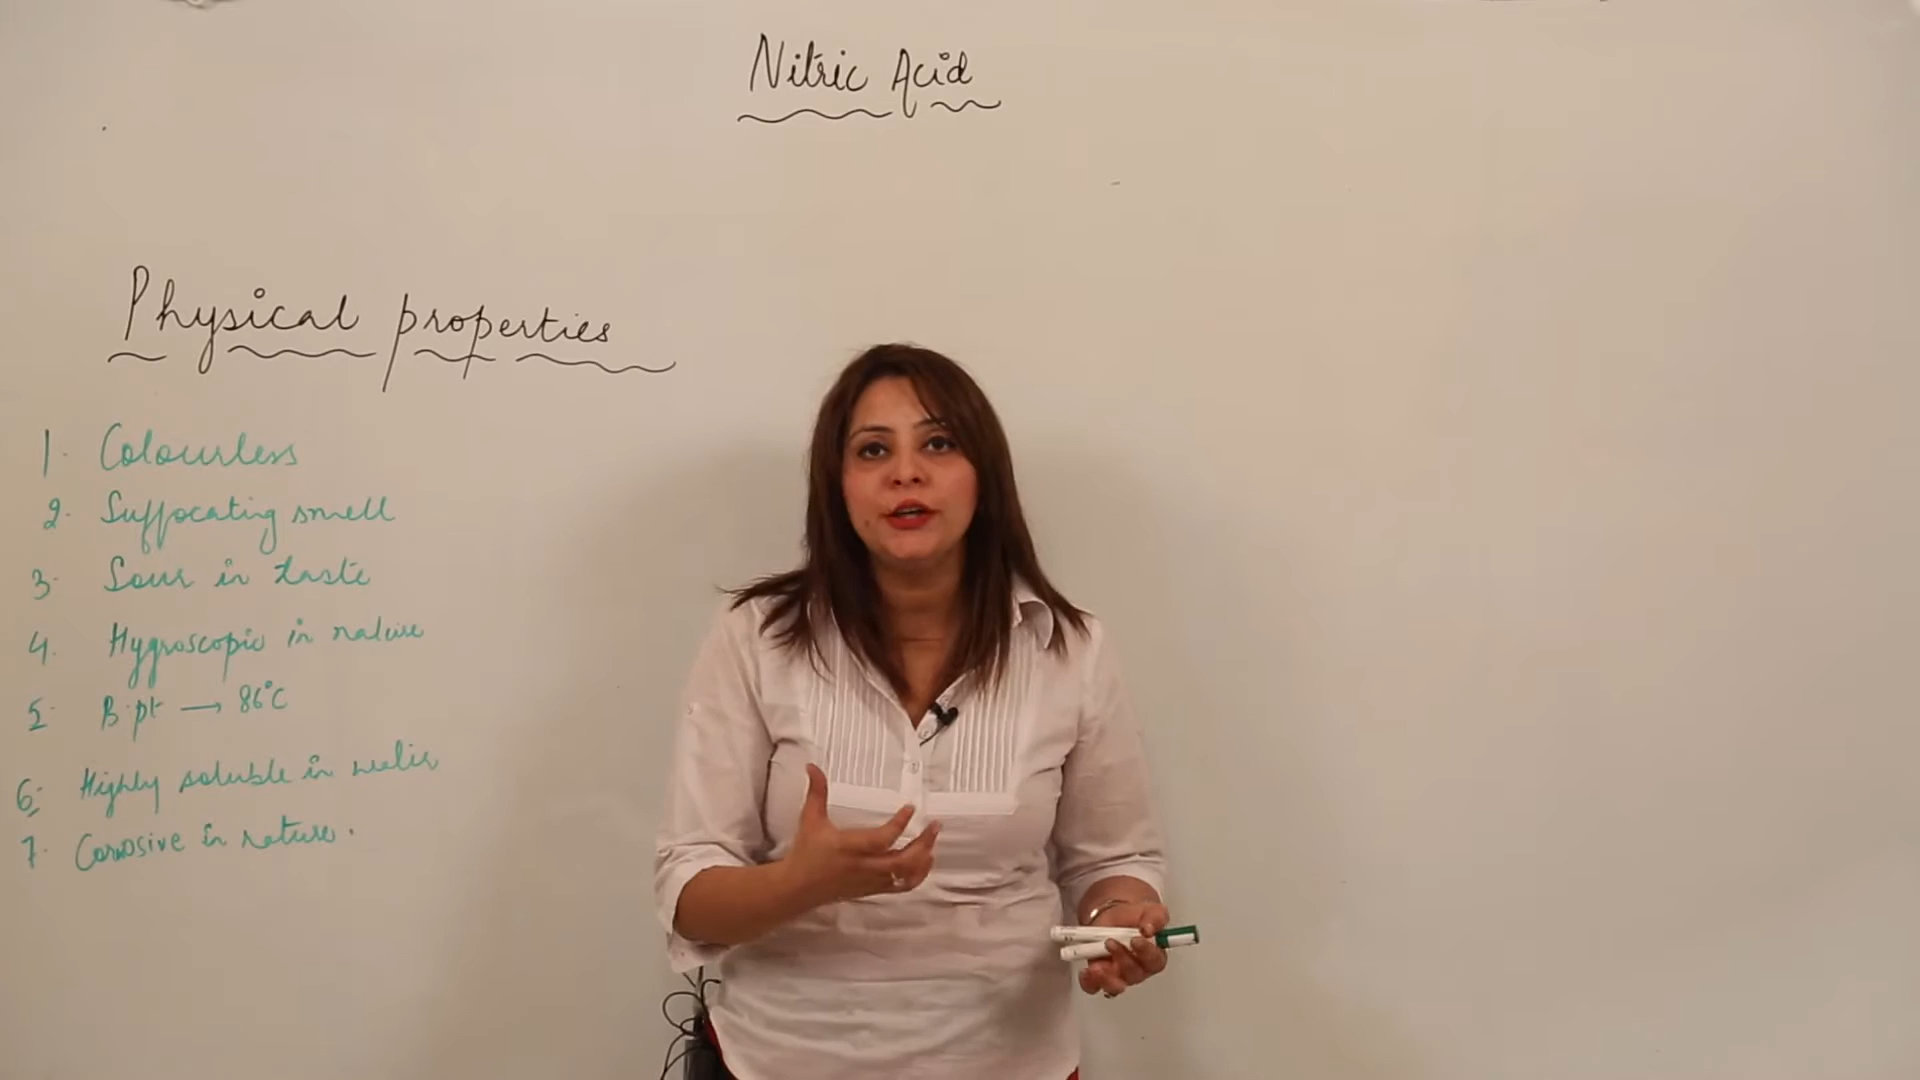 Nitric Acid
Physical properties
1. Colourless
2. Suffocating smell
3. Sour in taste
4. Hygroscopic in nature
5. B.pt → 86°C
6. Highly soluble in water
7. Corrosive in nature.